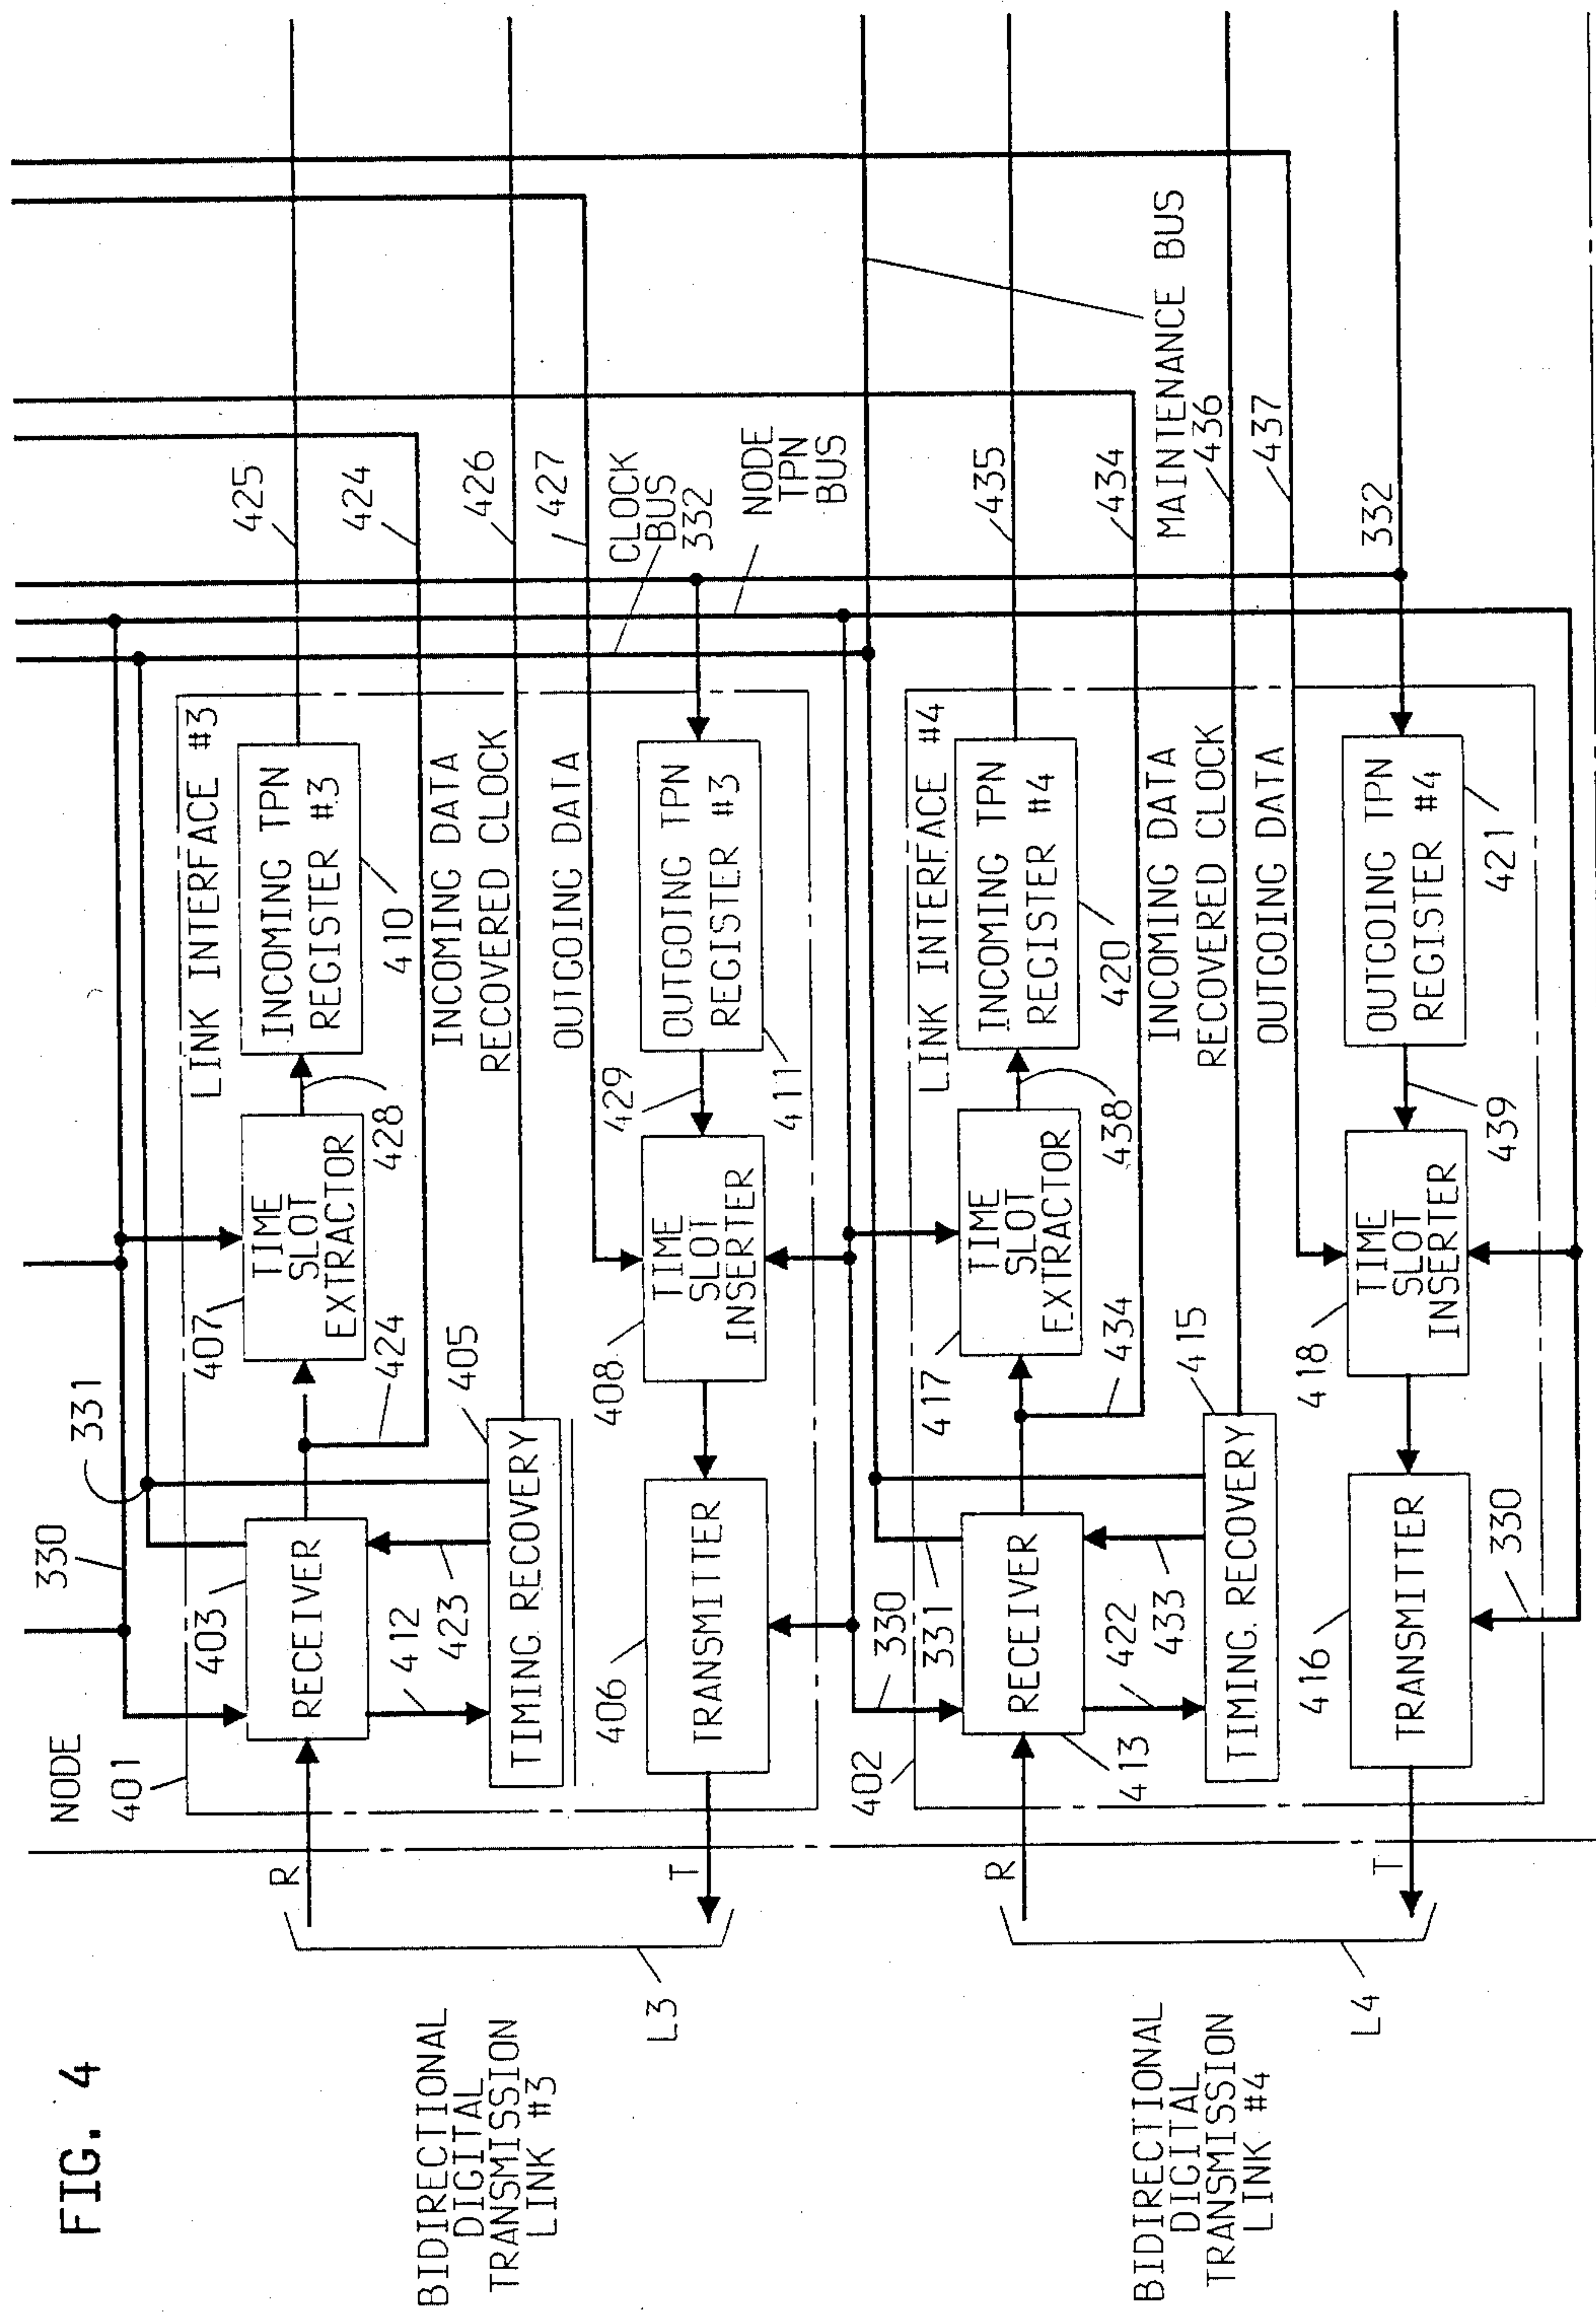 FIG. 4
BIDIRECTIONAL
DIGITAL
TRANSMISSION
LINK #3
L3
R
T
NODE
401
330
331
403
RECEIVER
412
423
TIMING RECOVERY
405
406
TRANSMITTER
407
TIME
SLOT
EXTRACTOR
424
428
408
TIME
SLOT
INSERTER
LINK INTERFACE #3
INCOMING TPN
REGISTER #3
410
INCOMING DATA
RECOVERED CLOCK
OUTGOING DATA
429
OUTGOING TPN
REGISTER #3
411
425
424
426
427
CLOCK
BUS
332
NODE
TPN
BUS
BIDIRECTIONAL
DIGITAL
TRANSMISSION
LINK #4
L4
R
T
402
330
331
RECEIVER
413
422
433
TIMING. RECOVERY
415
416
TRANSMITTER
330
417
TIME
SLOT
EXTRACTOR
434
438
418
TIME
SLOT
INSERTER
439
LINK INTERFACE #4
INCOMING TPN
REGISTER #4
420
INCOMING DATA
RECOVERED CLOCK
OUTGOING DATA
OUTGOING TPN
REGISTER #4
421
435
434
MAINTENANCE BUS
436
437
332